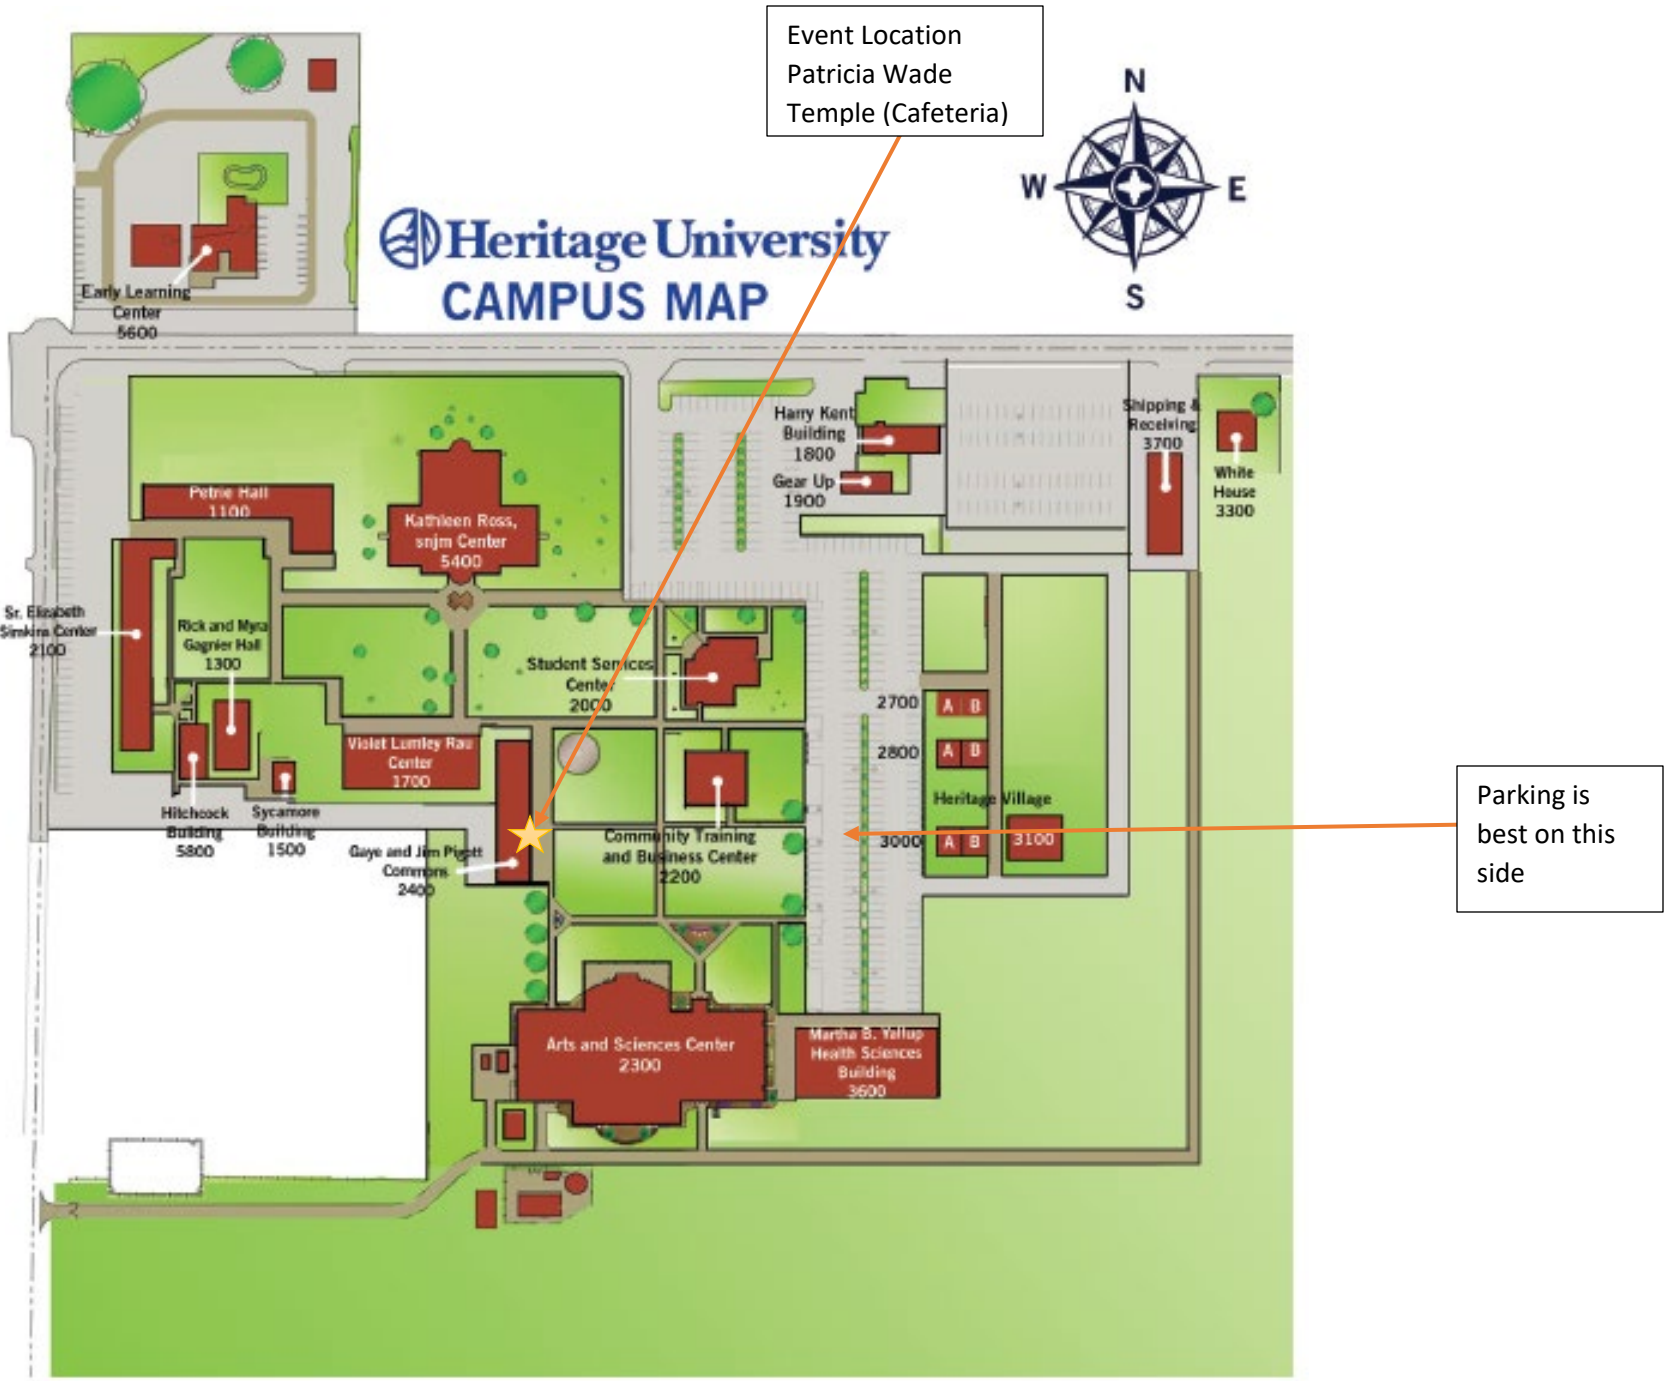 Event Location
Patricia Wade
Temple (Cafeteria)
N
W
E
S
Heritage University
CAMPUS MAP
Early Learning
Center
5600
Harry Kent
Building
1800
Gear Up
1900
Shipping &
Receiving
3700
White
House
3300
Petrie Hall
1100
Kathleen Ross,
snjm Center
5400
Sr. Elizabeth
Simkins Center
2100
Rick and Myra
Gagnier Hall
1300
Student Services
Center
2000
2700
A B
2800
A B
Heritage Village
3000
A B
3100
Violet Lumley Rau
Center
1700
Hitchcock
Building
5800
Sycamore
Building
1500
Gaye and Jim Pigott
Commons
2400
Community Training
and Business Center
2200
Parking is
best on this
side
Arts and Sciences Center
2300
Martha B. Yallup
Health Sciences
Building
3600